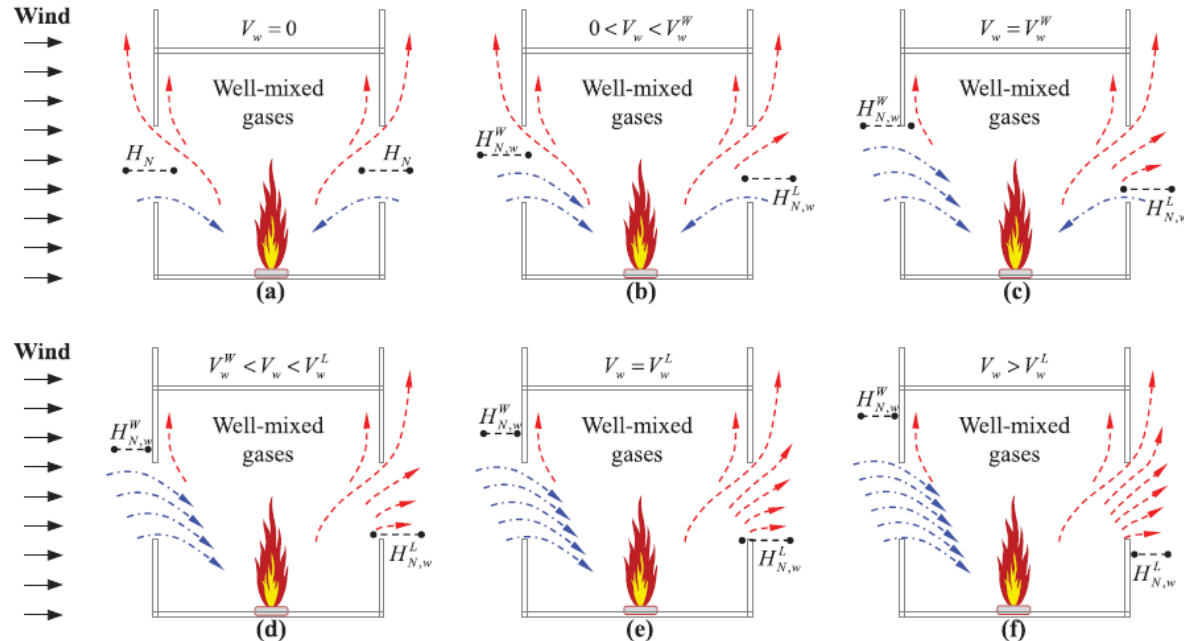 Wind
V_w = 0
Well-mixed
gases
H_N
H_N
(a)
0 < V_w < V_w^W
Well-mixed
gases
H_{N,w}^W
H_{N,w}^L
(b)
V_w = V_w^W
Well-mixed
gases
H_{N,w}^W
H_{N,w}^L
(c)
Wind
V_w^W < V_w < V_w^L
Well-mixed
gases
H_{N,w}^W
H_{N,w}^L
(d)
V_w = V_w^L
Well-mixed
gases
H_{N,w}^W
H_{N,w}^L
(e)
V_w > V_w^L
Well-mixed
gases
H_{N,w}^W
H_{N,w}^L
(f)